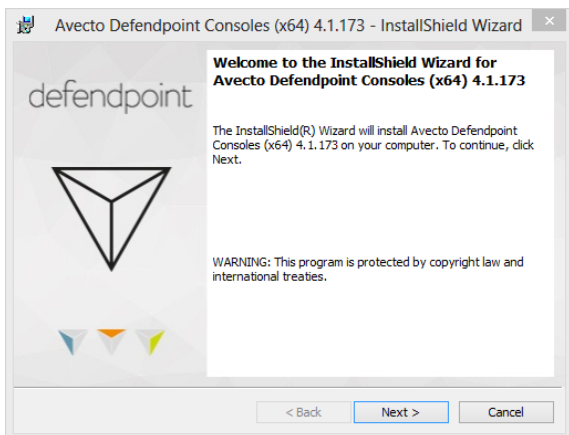 Avecto Defendpoint Consoles (x64) 4.1.173 - InstallShield Wizard
Welcome to the InstallShield Wizard for
Avecto Defendpoint Consoles (x64) 4.1.173
defendpoint
The InstallShield(R) Wizard will install Avecto Defendpoint
Consoles (x64) 4.1.173 on your computer. To continue, click
Next.
WARNING: This program is protected by copyright law and
international treaties.
< Back Next > Cancel